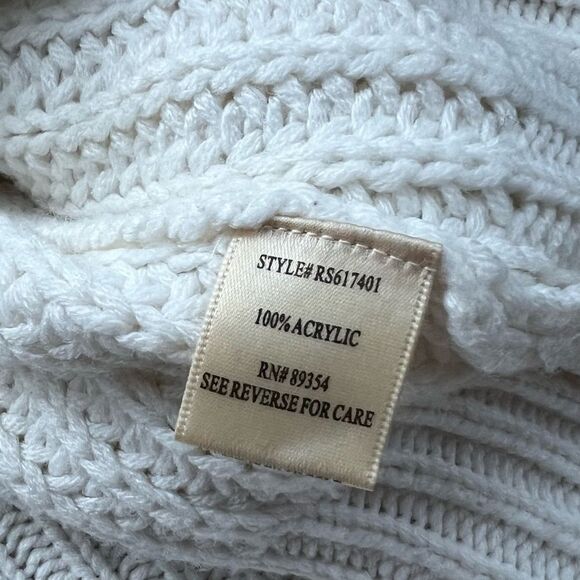 STYLE# RS617401
100% ACRYLIC
RN# 89354
SEE REVERSE FOR CARE